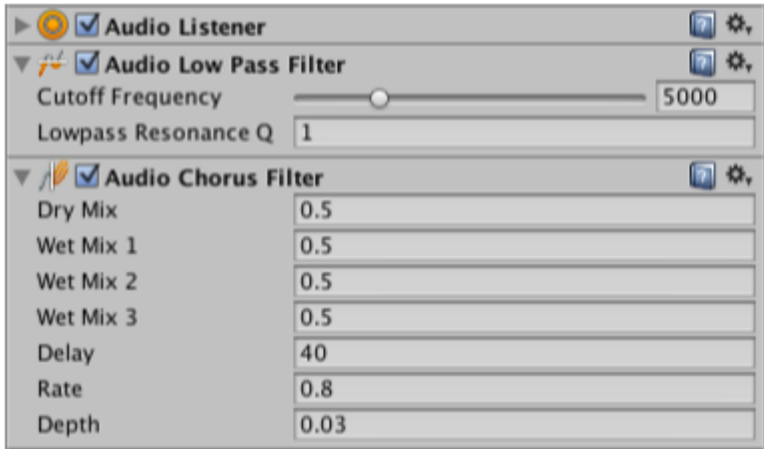 Audio Listener
Audio Low Pass Filter
Cutoff Frequency 5000
Lowpass Resonance Q 1
Audio Chorus Filter
Dry Mix 0.5
Wet Mix 1 0.5
Wet Mix 2 0.5
Wet Mix 3 0.5
Delay 40
Rate 0.8
Depth 0.03